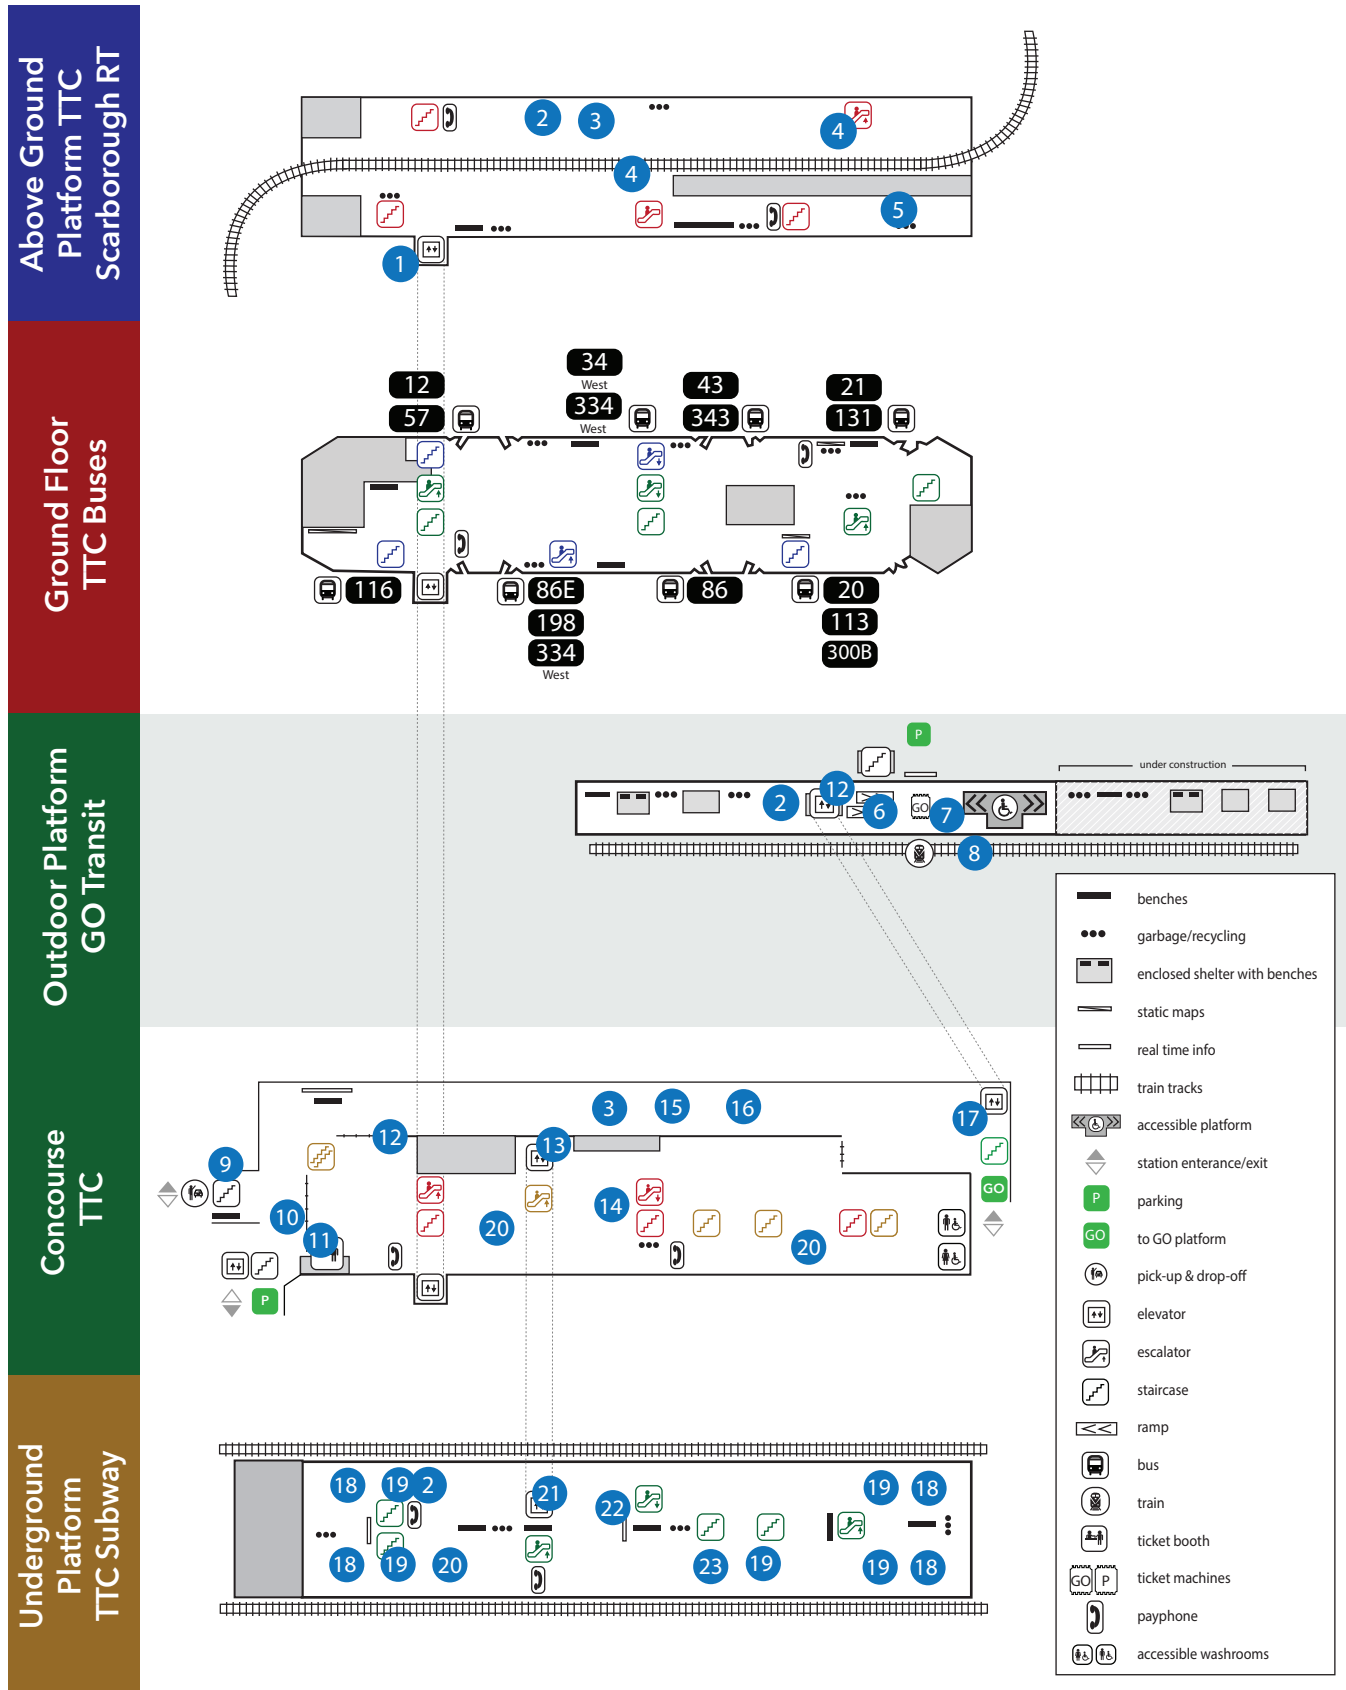 Above Ground
Platform TTC
Scarborough RT
2
3
4
4
5
1
Ground Floor
TTC Buses
12
57
34
West
334
West
43
343
21
131
116
86E
198
334
West
86
20
113
300B
Outdoor Platform
GO Transit
P
under construction
2
12
6
GO
7
8
benches
garbage/recycling
enclosed shelter with benches
static maps
real time info
train tracks
accessible platform
station enterance/exit
P
parking
GO
to GO platform
pick-up & drop-off
elevator
escalator
staircase
ramp
bus
train
ticket booth
GO P
ticket machines
payphone
accessible washrooms
Concourse
TTC
3
15
16
17
12
13
9
GO
10
11
20
14
20
P
Underground
Platform
TTC Subway
18
19
2
21
22
19
18
18
19
20
23
19
19
18